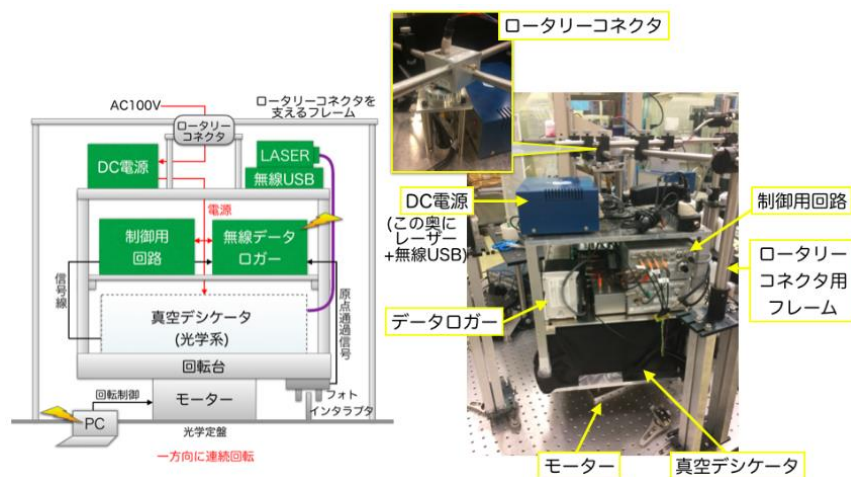 AC100V
ロータリー
コネクタ
ロータリーコネクタを
支えるフレーム
DC電源
LASER
無線USB
電源
制御用
回路
無線データ
ロガー
信号線
原点通過信号
真空デシケータ
(光学系)
回転台
回転制御
モーター
フォト
インタラプタ
PC
光学定盤
一方向に連続回転
ロータリーコネクタ
DC電源
(この奥に
レーザー
+無線USB)
データロガー
制御用回路
ロータリー
コネクタ用
フレーム
モーター
真空デシケータ